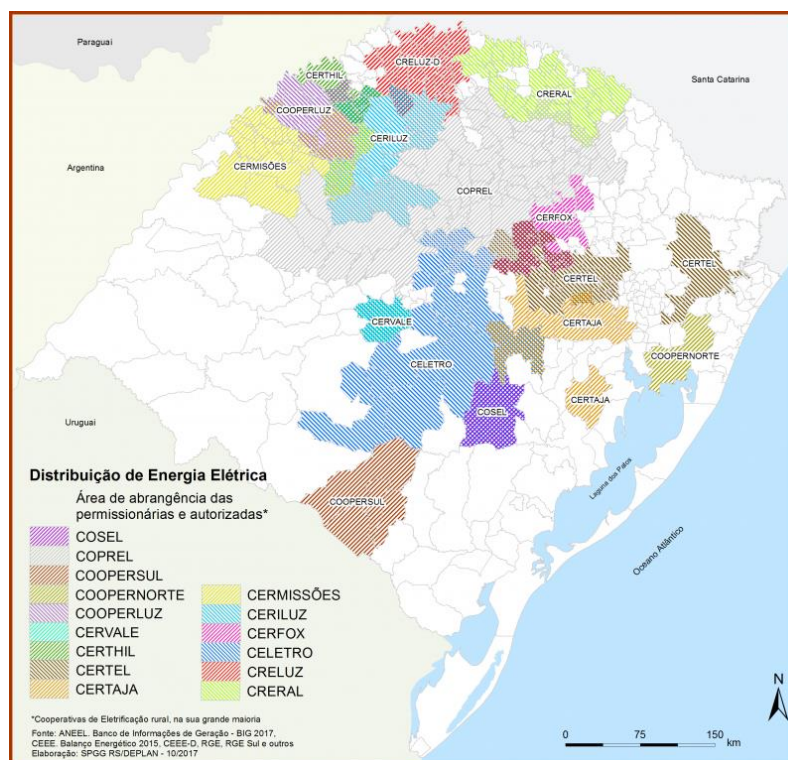 Paraguai
Santa Catarina
Argentina
CRELUZ-D
CERTHIL
CRERAL
COOPERLUZ
CERILUZ
CERMISÕES
COPREL
CERFOX
CERTEL
CERTEL
CERVALE
CERTAJA
COOPERNORTE
CELETRO
CERTAJA
COSEL
Uruguai
Laguna dos Patos
COOPERSUL
Oceano Atlântico
Distribuição de Energia Elétrica
Área de abrangência das
permissionárias e autorizadas*
COSEL
COPREL
COOPERSUL
COOPERNORTE
COOPERLUZ
CERVALE
CERTHIL
CERTEL
CERTAJA
CERMISSÕES
CERILUZ
CERFOX
CELETRO
CRELUZ
CRERAL
*Cooperativas de Eletrificação rural, na sua grande maioria
Fonte: ANEEL. Banco de Informações de Geração - BIG 2017,
CEEE. Balanço Energético 2015, CEEE-D, RGE, RGE Sul e outros
Elaboração: SPGG RS/DEPLAN - 10/2017
N
0 75 150
km